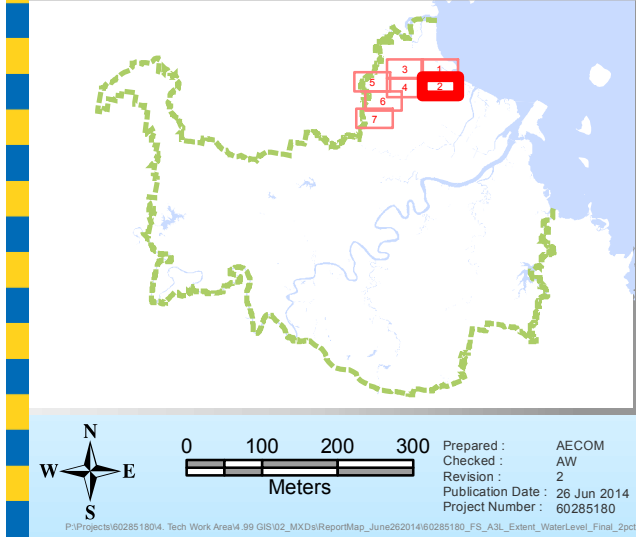 3 1
5 4 2
6
7
N
W E
S
0 100 200 300
Meters
Prepared : AECOM
Checked : AW
Revision : 2
Publication Date : 26 Jun 2014
Project Number : 60285180
P:\Projects\60285180\4. Tech Work Area\4.99 GIS\02_MXDs\ReportMap_June262014\60285180_FS_A3L_Extent_WaterLevel_Final_2pct